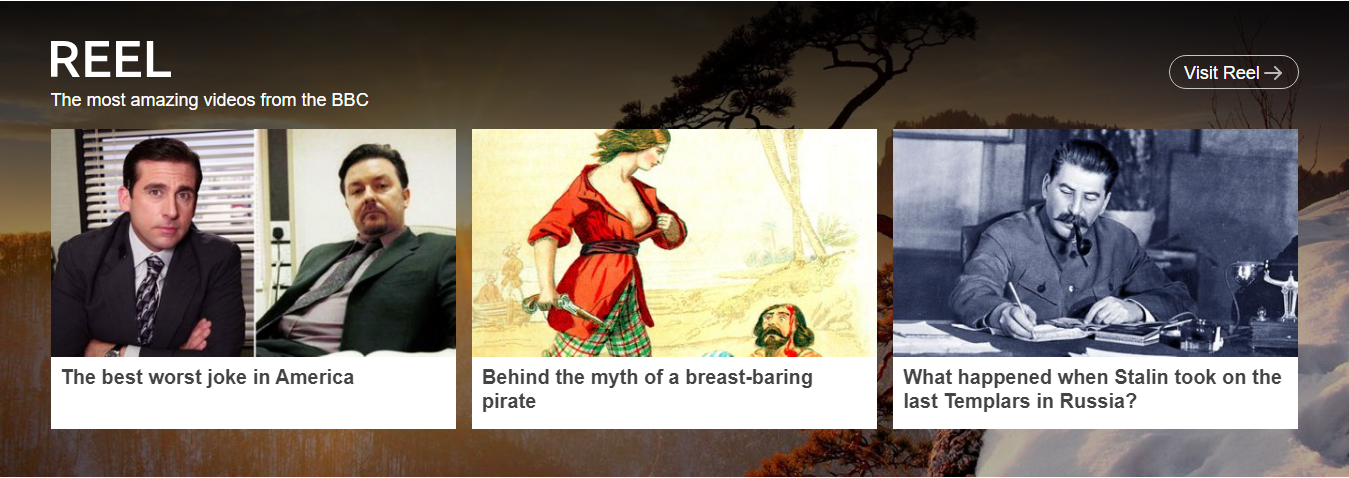 REEL
The most amazing videos from the BBC
Visit Reel
The best worst joke in America
Behind the myth of a breast-baring
pirate
What happened when Stalin took on the
last Templars in Russia?